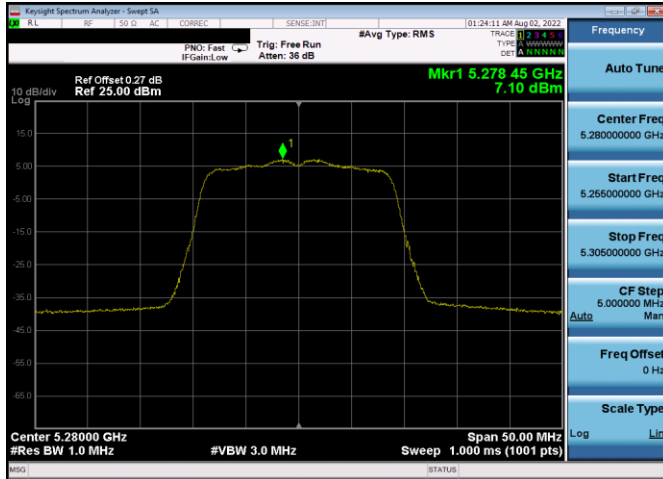 Keysight Spectrum Analyzer - Swept SA
RL RF 50 Ω AC CORREC SENSE:INT 01:24:11 AM Aug 02, 2022
#Avg Type: RMS TRACE 1 2 3 4 5 6
PNO: Fast Trig: Free Run TYPE A WWWWW
IFGain:Low Atten: 36 dB DET A NNNNN
Ref Offset 0.27 dB Mkr1 5.278 45 GHz
10 dB/div Ref 25.00 dBm 7.10 dBm
Log
1
15.0
5.00
-5.00
-15.0
-25.0
-35.0
-45.0
-55.0
-65.0
Center 5.28000 GHz Span 50.00 MHz
#Res BW 1.0 MHz #VBW 3.0 MHz Sweep 1.000 ms (1001 pts)
MSG STATUS
Frequency
Auto Tune
Center Freq
5.280000000 GHz
Start Freq
5.255000000 GHz
Stop Freq
5.305000000 GHz
CF Step
5.000000 MHz
Auto Man
Freq Offset
0 Hz
Scale Type
Log Lin